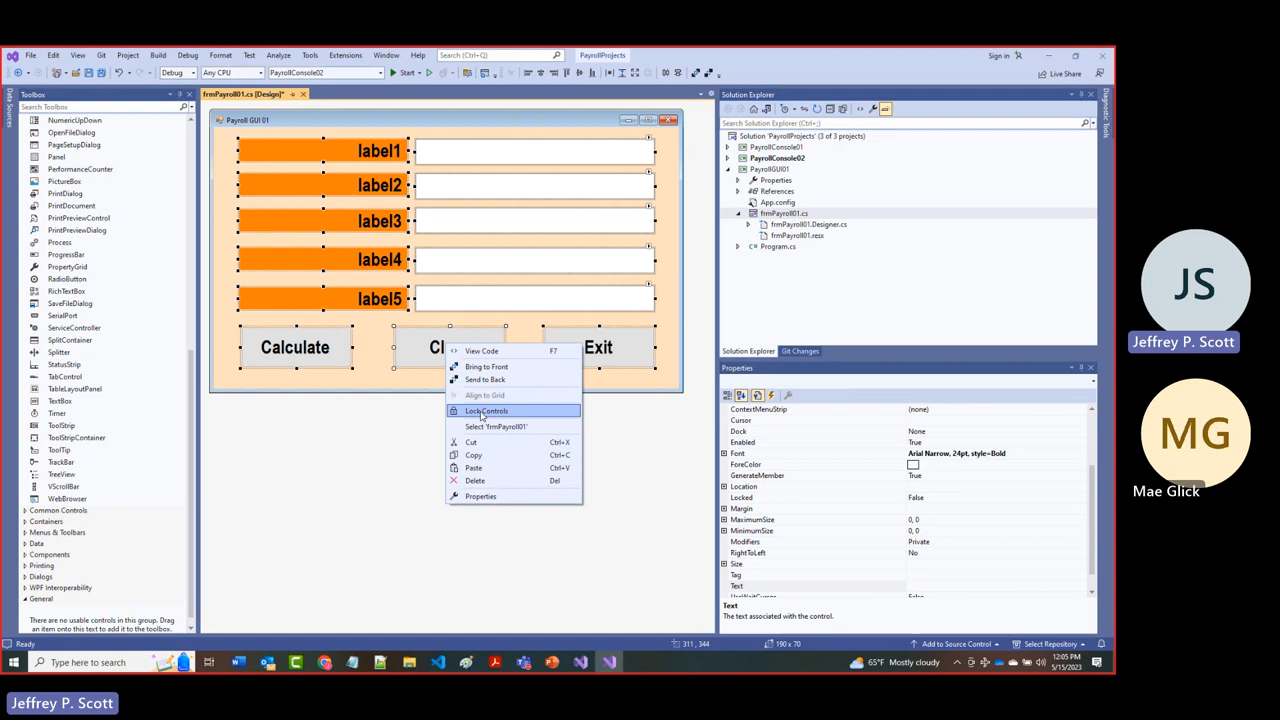 File Edit View Git Project Build Debug Format Test Analyze Tools Extensions Window Help Search (Ctrl+Q) PayrollProjects Sign in
Debug Any CPU PayrollConsole02 Start Live Share
Data Sources
Toolbox
Search Toolbox
NumericUpDown
OpenFileDialog
PageSetupDialog
Panel
PerformanceCounter
PictureBox
PrintDialog
PrintDocument
PrintPreviewControl
PrintPreviewDialog
Process
ProgressBar
PropertyGrid
RadioButton
RichTextBox
SaveFileDialog
SerialPort
ServiceController
SplitContainer
Splitter
StatusStrip
TabControl
TableLayoutPanel
TextBox
Timer
ToolStrip
ToolStripContainer
ToolTip
TrackBar
TreeView
VScrollBar
WebBrowser
Common Controls
Containers
Menus & Toolbars
Data
Components
Printing
Dialogs
WPF Interoperability
General
There are no usable controls in this group. Drag
an item onto this text to add it to the toolbox.
frmPayroll01.cs [Design]*
Payroll GUI 01
label1
label2
label3
label4
label5
Calculate Cl Exit
View Code F7
Bring to Front
Send to Back
Align to Grid
Lock Controls
Select 'frmPayroll01'
Cut Ctrl+X
Copy Ctrl+C
Paste Ctrl+V
Delete Del
Properties
Solution Explorer
Search Solution Explorer (Ctrl+;)
Solution 'PayrollProjects' (3 of 3 projects)
PayrollConsole01
PayrollConsole02
PayrollGUI01
Properties
References
App.config
frmPayroll01.cs
frmPayroll01.Designer.cs
frmPayroll01.resx
Program.cs
Solution Explorer Git Changes
Properties
ContextMenuStrip (none)
Cursor
Dock None
Enabled True
Font Arial Narrow, 24pt, style=Bold
ForeColor
GenerateMember True
Location
Locked False
Margin
MaximumSize 0, 0
MinimumSize 0, 0
Modifiers Private
RightToLeft No
Size
Tag
Text
UseWaitCursor False
Text
The text associated with the control.
Diagnostic Tools
Ready 311 , 344 190 x 70 Add to Source Control Select Repository
Type here to search 65°F Mostly cloudy 12:05 PM
5/15/2023
JS
Jeffrey P. Scott
MG
Mae Glick
Jeffrey P. Scott